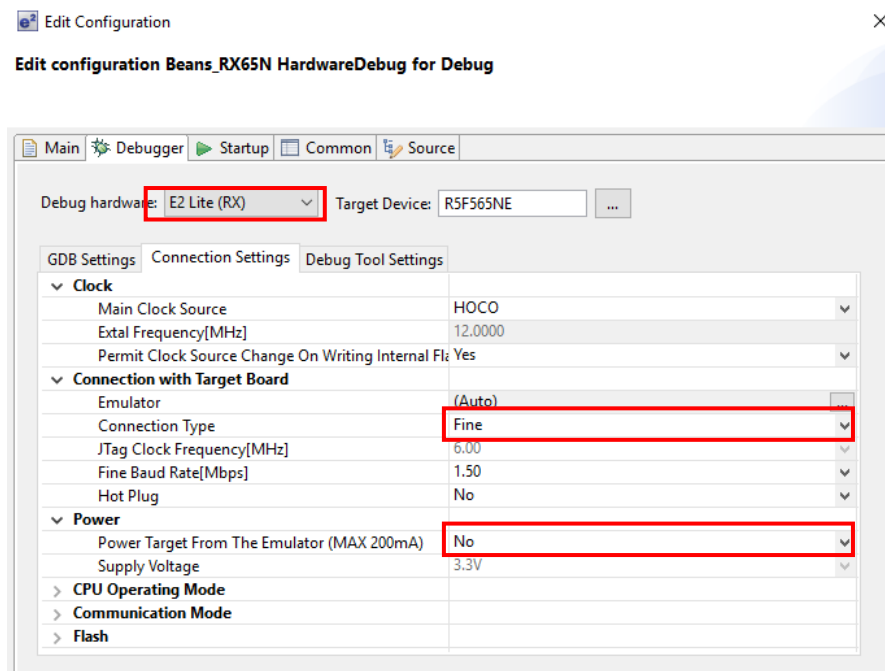 e² Edit Configuration
Edit configuration Beans_RX65N HardwareDebug for Debug
Main Debugger Startup Common Source
Debug hardware: E2 Lite (RX) Target Device: R5F565NE ...
GDB Settings Connection Settings Debug Tool Settings
Clock
Main Clock Source HOCO
Extal Frequency[MHz] 12.0000
Permit Clock Source Change On Writing Internal Fla Yes
Connection with Target Board
Emulator (Auto) ...
Connection Type Fine
JTag Clock Frequency[MHz] 6.00
Fine Baud Rate[Mbps] 1.50
Hot Plug No
Power
Power Target From The Emulator (MAX 200mA) No
Supply Voltage 3.3V
CPU Operating Mode
Communication Mode
Flash